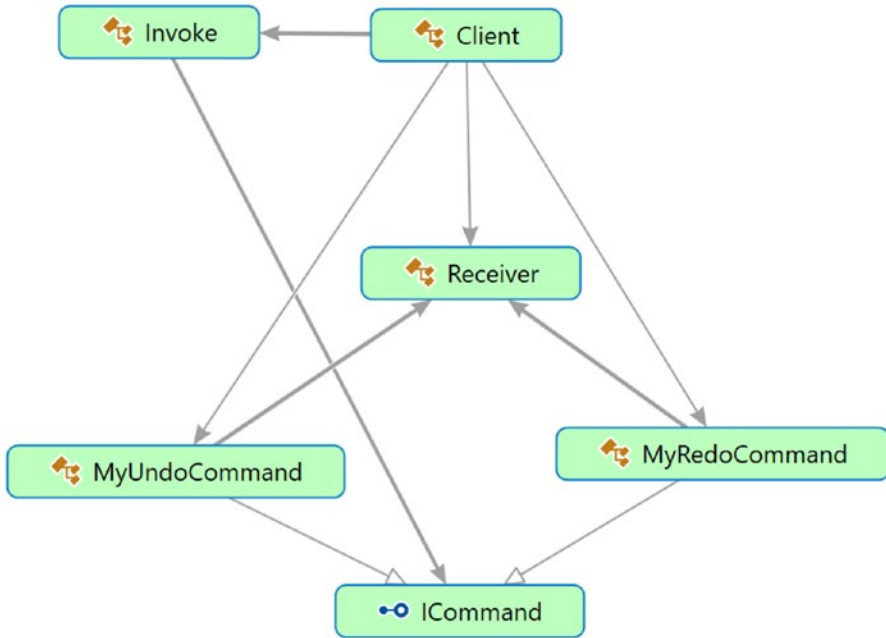 Invoke
Client
Receiver
MyUndoCommand
MyRedoCommand
ICommand